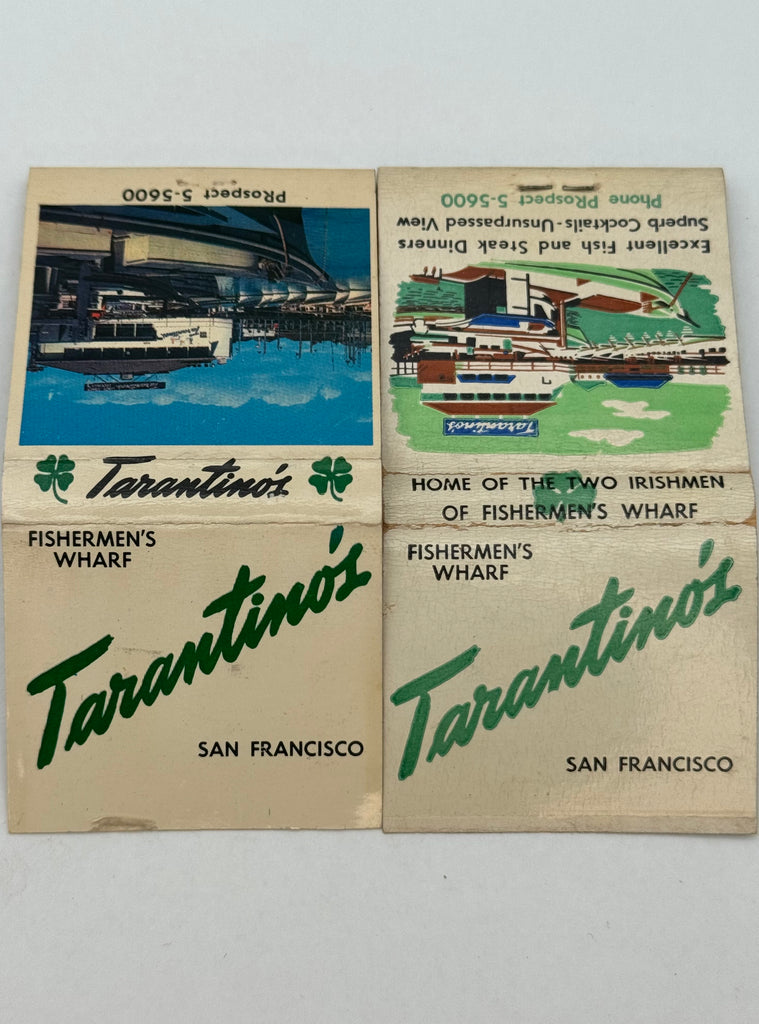 PRospect 5-5600
Tarantino's
FISHERMEN'S
WHARF
Tarantino's
SAN FRANCISCO
Phone PRospect 5-5600
Superb Cocktails - Unsurpassed View
Excellent Fish and Steak Dinners
Tarantino's
HOME OF THE TWO IRISHMEN
OF FISHERMEN'S WHARF
FISHERMEN'S
WHARF
Tarantino's
SAN FRANCISCO